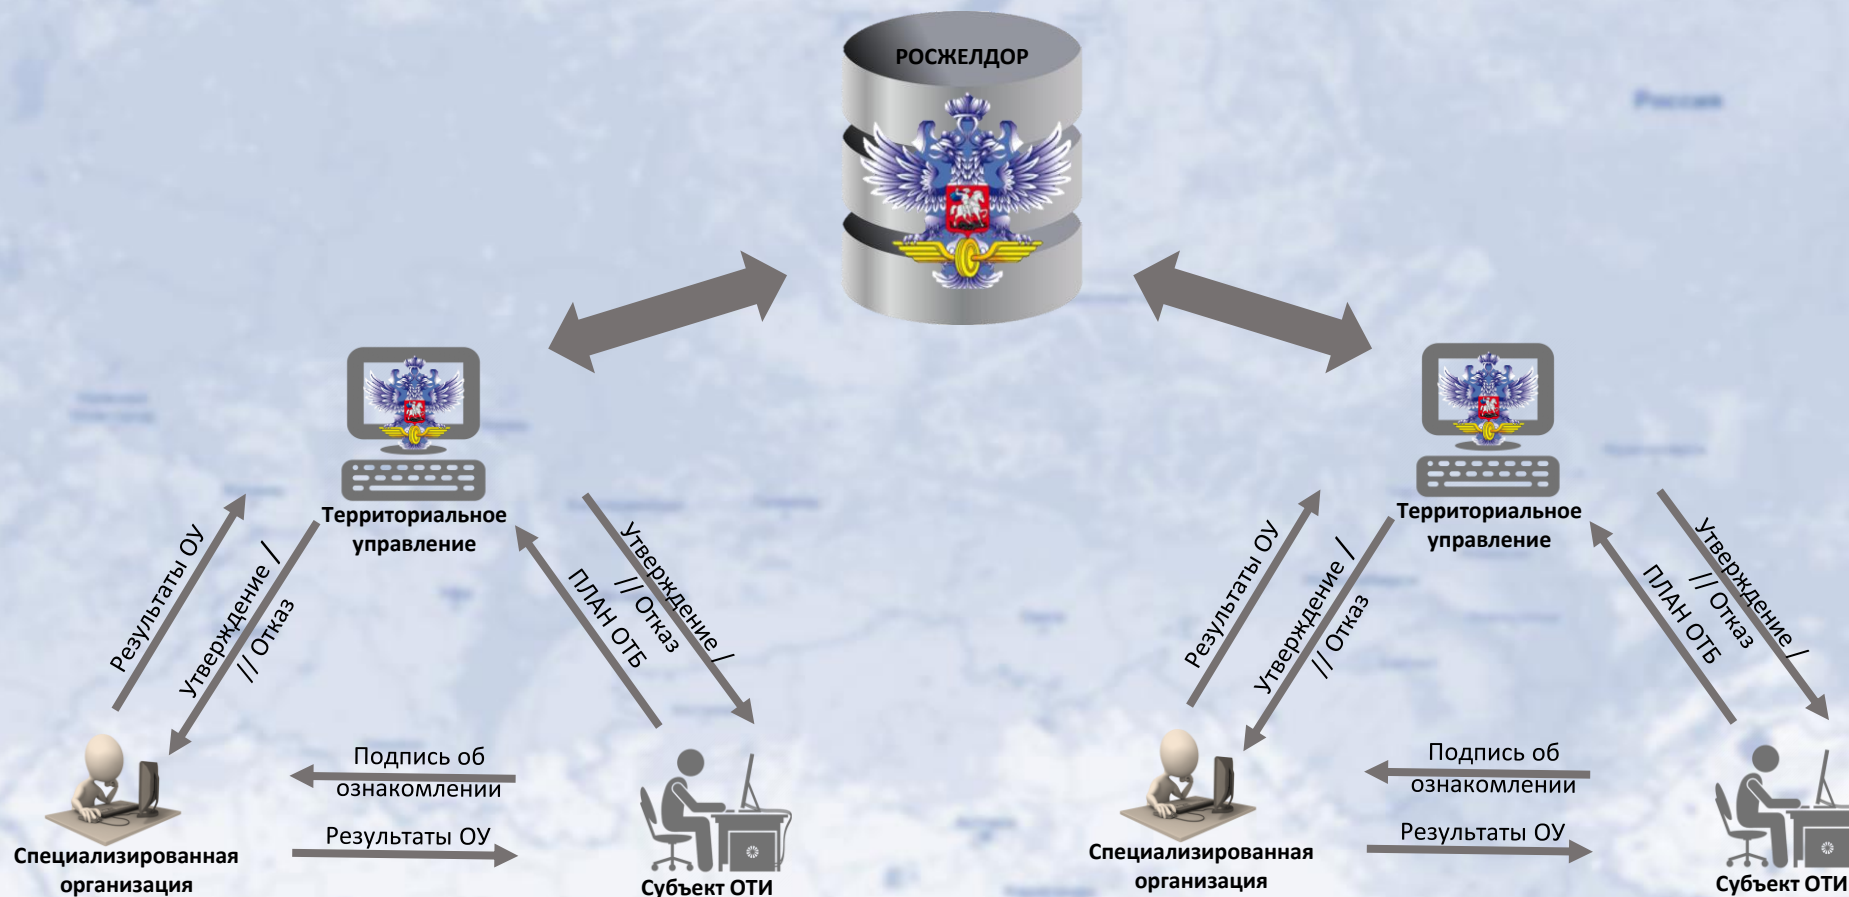 РОСЖЕЛДОР
Россия
Территориальное
управление
Результаты ОУ
Утверждение /
// Отказ
ПЛАН ОТБ
Утверждение /
// Отказ
Подпись об
ознакомлении
Результаты ОУ
Специализированная
организация
Субъект ОТИ
Территориальное
управление
Результаты ОУ
Утверждение /
// Отказ
ПЛАН ОТБ
Утверждение /
// Отказ
Подпись об
ознакомлении
Результаты ОУ
Специализированная
организация
Субъект ОТИ